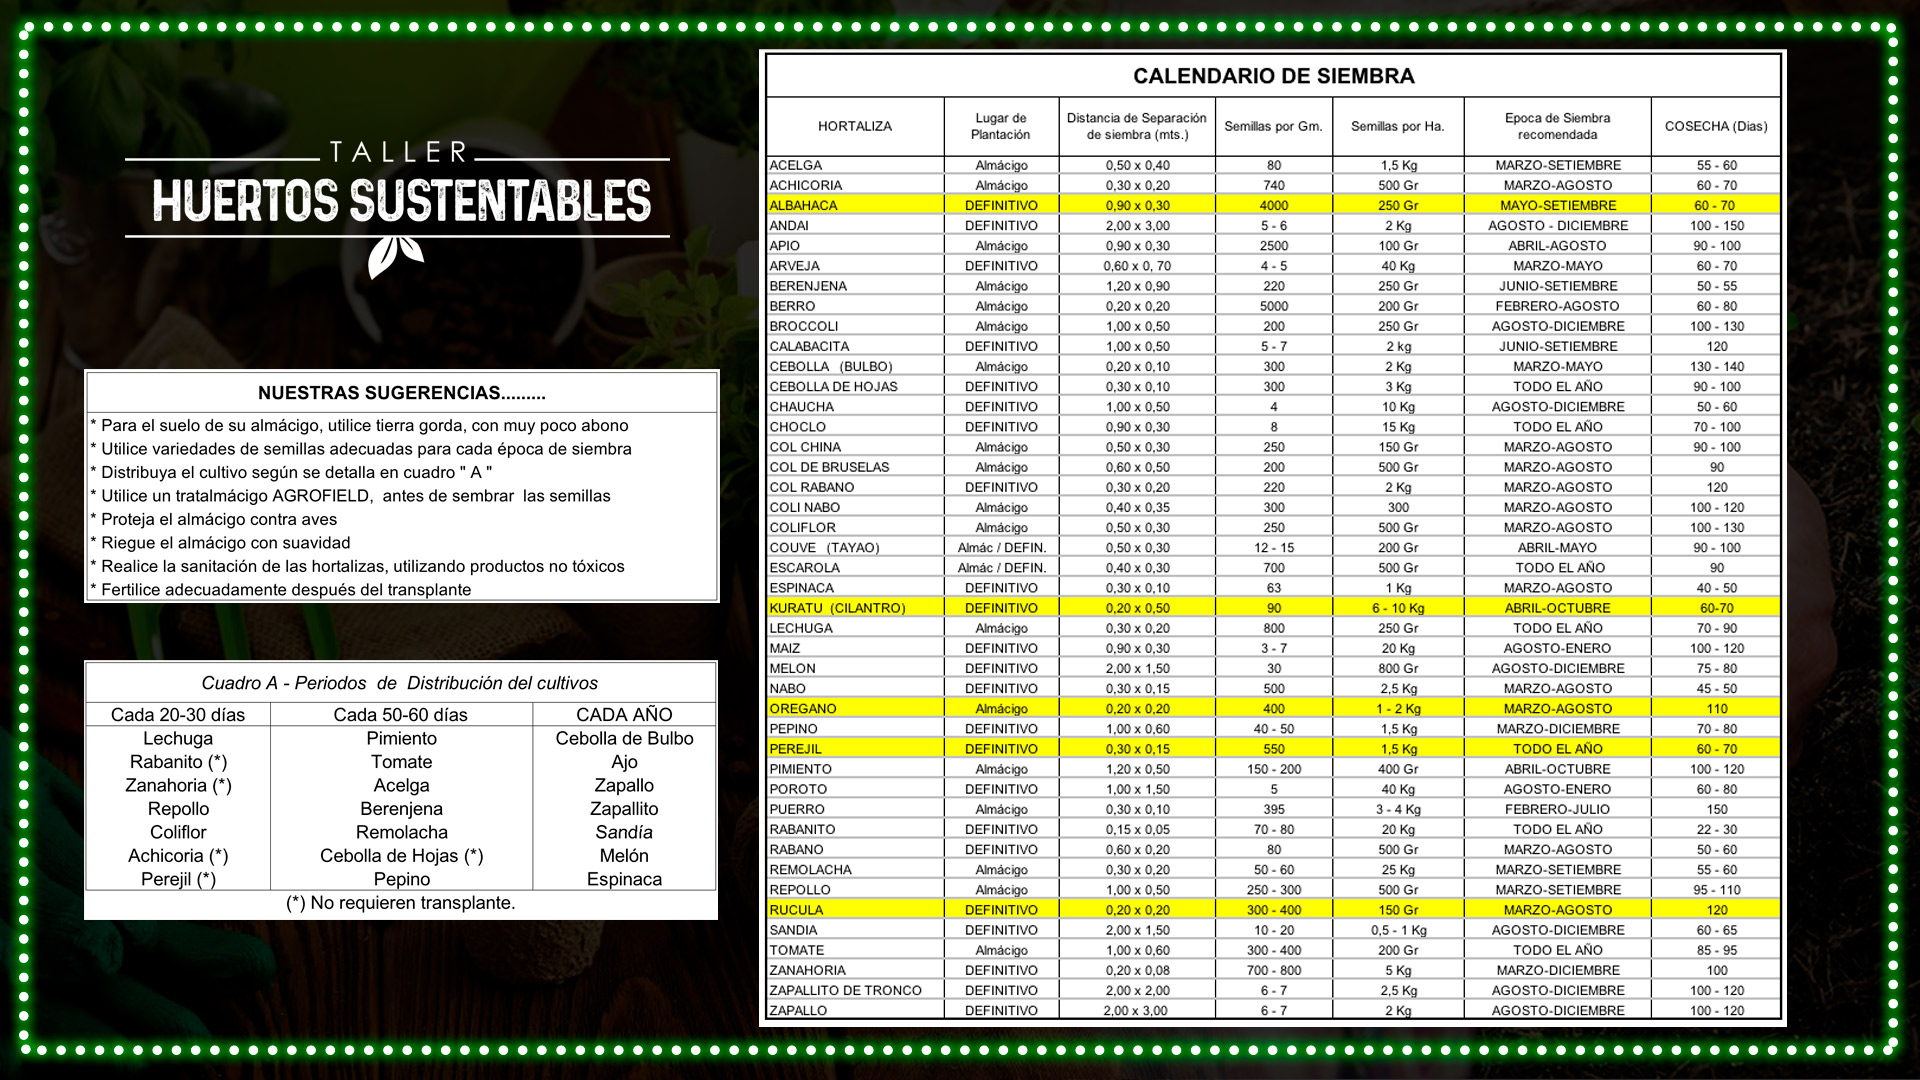 TALLER
HUERTOS SUSTENTABLES
NUESTRAS SUGERENCIAS.........
* Para el suelo de su almácigo, utilice tierra gorda, con muy poco abono
* Utilice variedades de semillas adecuadas para cada época de siembra
* Distribuya el cultivo según se detalla en cuadro " A "
* Utilice un tratalmácigo AGROFIELD, antes de sembrar las semillas
* Proteja el almácigo contra aves
* Riegue el almácigo con suavidad
* Realice la sanitación de las hortalizas, utilizando productos no tóxicos
* Fertilice adecuadamente después del transplante
Cuadro A - Periodos de Distribución del cultivos
Cada 20-30 días Cada 50-60 días CADA AÑO
Lechuga Pimiento Cebolla de Bulbo
Rabanito (*) Tomate Ajo
Zanahoria (*) Acelga Zapallo
Repollo Berenjena Zapallito
Coliflor Remolacha Sandía
Achicoria (*) Cebolla de Hojas (*) Melón
Perejil (*) Pepino Espinaca
(*) No requieren transplante.
CALENDARIO DE SIEMBRA
HORTALIZA Lugar de Plantación Distancia de Separación de siembra (mts.) Semillas por Gm. Semillas por Ha. Epoca de Siembra recomendada COSECHA (Dias)
ACELGA Almácigo 0,50 x 0,40 80 1,5 Kg MARZO-SETIEMBRE 55 - 60
ACHICORIA Almácigo 0,30 x 0,20 740 500 Gr MARZO-AGOSTO 60 - 70
ALBAHACA DEFINITIVO 0,90 x 0,30 4000 250 Gr MAYO-SETIEMBRE 60 - 70
ANDAI DEFINITIVO 2,00 x 3,00 5 - 6 2 Kg AGOSTO - DICIEMBRE 100 - 150
APIO Almácigo 0,90 x 0,30 2500 100 Gr ABRIL-AGOSTO 90 - 100
ARVEJA DEFINITIVO 0,60 x 0, 70 4 - 5 40 Kg MARZO-MAYO 60 - 70
BERENJENA Almácigo 1,20 x 0,90 220 250 Gr JUNIO-SETIEMBRE 50 - 55
BERRO Almácigo 0,20 x 0,20 5000 200 Gr FEBRERO-AGOSTO 60 - 80
BROCCOLI Almácigo 1,00 x 0,50 200 250 Gr AGOSTO-DICIEMBRE 100 - 130
CALABACITA DEFINITIVO 1,00 x 0,50 5 - 7 2 kg JUNIO-SETIEMBRE 120
CEBOLLA (BULBO) Almácigo 0,20 x 0,10 300 2 Kg MARZO-MAYO 130 - 140
CEBOLLA DE HOJAS DEFINITIVO 0,30 x 0,10 300 3 Kg TODO EL AÑO 90 - 100
CHAUCHA DEFINITIVO 1,00 x 0,50 4 10 Kg AGOSTO-DICIEMBRE 50 - 60
CHOCLO DEFINITIVO 0,90 x 0,30 8 15 Kg TODO EL AÑO 70 - 100
COL CHINA Almácigo 0,50 x 0,30 250 150 Gr MARZO-AGOSTO 90 - 100
COL DE BRUSELAS Almácigo 0,60 x 0,50 200 500 Gr MARZO-AGOSTO 90
COL RABANO DEFINITIVO 0,30 x 0,20 220 2 Kg MARZO-AGOSTO 120
COLI NABO Almácigo 0,40 x 0,35 300 300 MARZO-AGOSTO 100 - 120
COLIFLOR Almácigo 0,50 x 0,30 250 500 Gr MARZO-AGOSTO 100 - 130
COUVE (TAYAO) Almác / DEFIN. 0,50 x 0,30 12 - 15 200 Gr ABRIL-MAYO 90 - 100
ESCAROLA Almác / DEFIN. 0,40 x 0,30 700 500 Gr TODO EL AÑO 90
ESPINACA DEFINITIVO 0,30 x 0,10 63 1 Kg MARZO-AGOSTO 40 - 50
KURATU (CILANTRO) DEFINITIVO 0,20 x 0,50 90 6 - 10 Kg ABRIL-OCTUBRE 60-70
LECHUGA Almácigo 0,30 x 0,20 800 250 Gr TODO EL AÑO 70 - 90
MAIZ DEFINITIVO 0,90 x 0,30 3 - 7 20 Kg AGOSTO-ENERO 100 - 120
MELON DEFINITIVO 2,00 x 1,50 30 800 Gr AGOSTO-DICIEMBRE 75 - 80
NABO DEFINITIVO 0,30 x 0,15 500 2,5 Kg MARZO-AGOSTO 45 - 50
OREGANO Almácigo 0,20 x 0,20 400 1 - 2 Kg MARZO-AGOSTO 110
PEPINO DEFINITIVO 1,00 x 0,60 40 - 50 1,5 Kg MARZO-DICIEMBRE 70 - 80
PEREJIL DEFINITIVO 0,30 x 0,15 550 1,5 Kg TODO EL AÑO 60 - 70
PIMIENTO Almácigo 1,20 x 0,50 150 - 200 400 Gr ABRIL-OCTUBRE 100 - 120
POROTO DEFINITIVO 1,00 x 1,50 5 40 Kg AGOSTO-ENERO 60 - 80
PUERRO Almácigo 0,30 x 0,10 395 3 - 4 Kg FEBRERO-JULIO 150
RABANITO DEFINITIVO 0,15 x 0,05 70 - 80 20 Kg TODO EL AÑO 22 - 30
RABANO DEFINITIVO 0,60 x 0,20 80 500 Gr MARZO-AGOSTO 50 - 60
REMOLACHA Almácigo 0,30 x 0,20 50 - 60 25 Kg MARZO-SETIEMBRE 55 - 60
REPOLLO Almácigo 1,00 x 0,50 250 - 300 500 Gr MARZO-SETIEMBRE 95 - 110
RUCULA DEFINITIVO 0,20 x 0,20 300 - 400 150 Gr MARZO-AGOSTO 120
SANDIA DEFINITIVO 2,00 x 1,50 10 - 20 0,5 - 1 Kg AGOSTO-DICIEMBRE 60 - 65
TOMATE Almácigo 1,00 x 0,60 300 - 400 200 Gr TODO EL AÑO 85 - 95
ZANAHORIA DEFINITIVO 0,20 x 0,08 700 - 800 5 Kg MARZO-DICIEMBRE 100
ZAPALLITO DE TRONCO DEFINITIVO 2,00 x 2,00 6 - 7 2,5 Kg AGOSTO-DICIEMBRE 100 - 120
ZAPALLO DEFINITIVO 2,00 x 3,00 6 - 7 2 Kg AGOSTO-DICIEMBRE 100 - 120